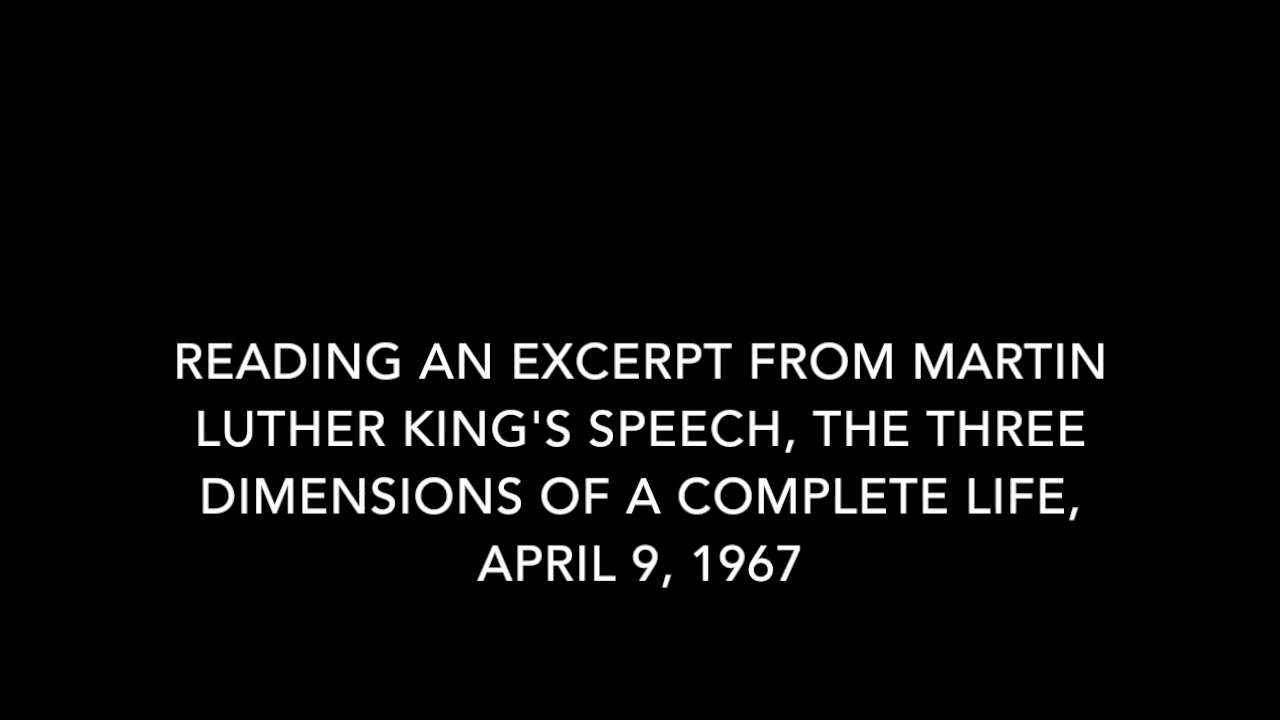 READING AN EXCERPT FROM MARTIN
LUTHER KING'S SPEECH, THE THREE
DIMENSIONS OF A COMPLETE LIFE,
APRIL 9, 1967